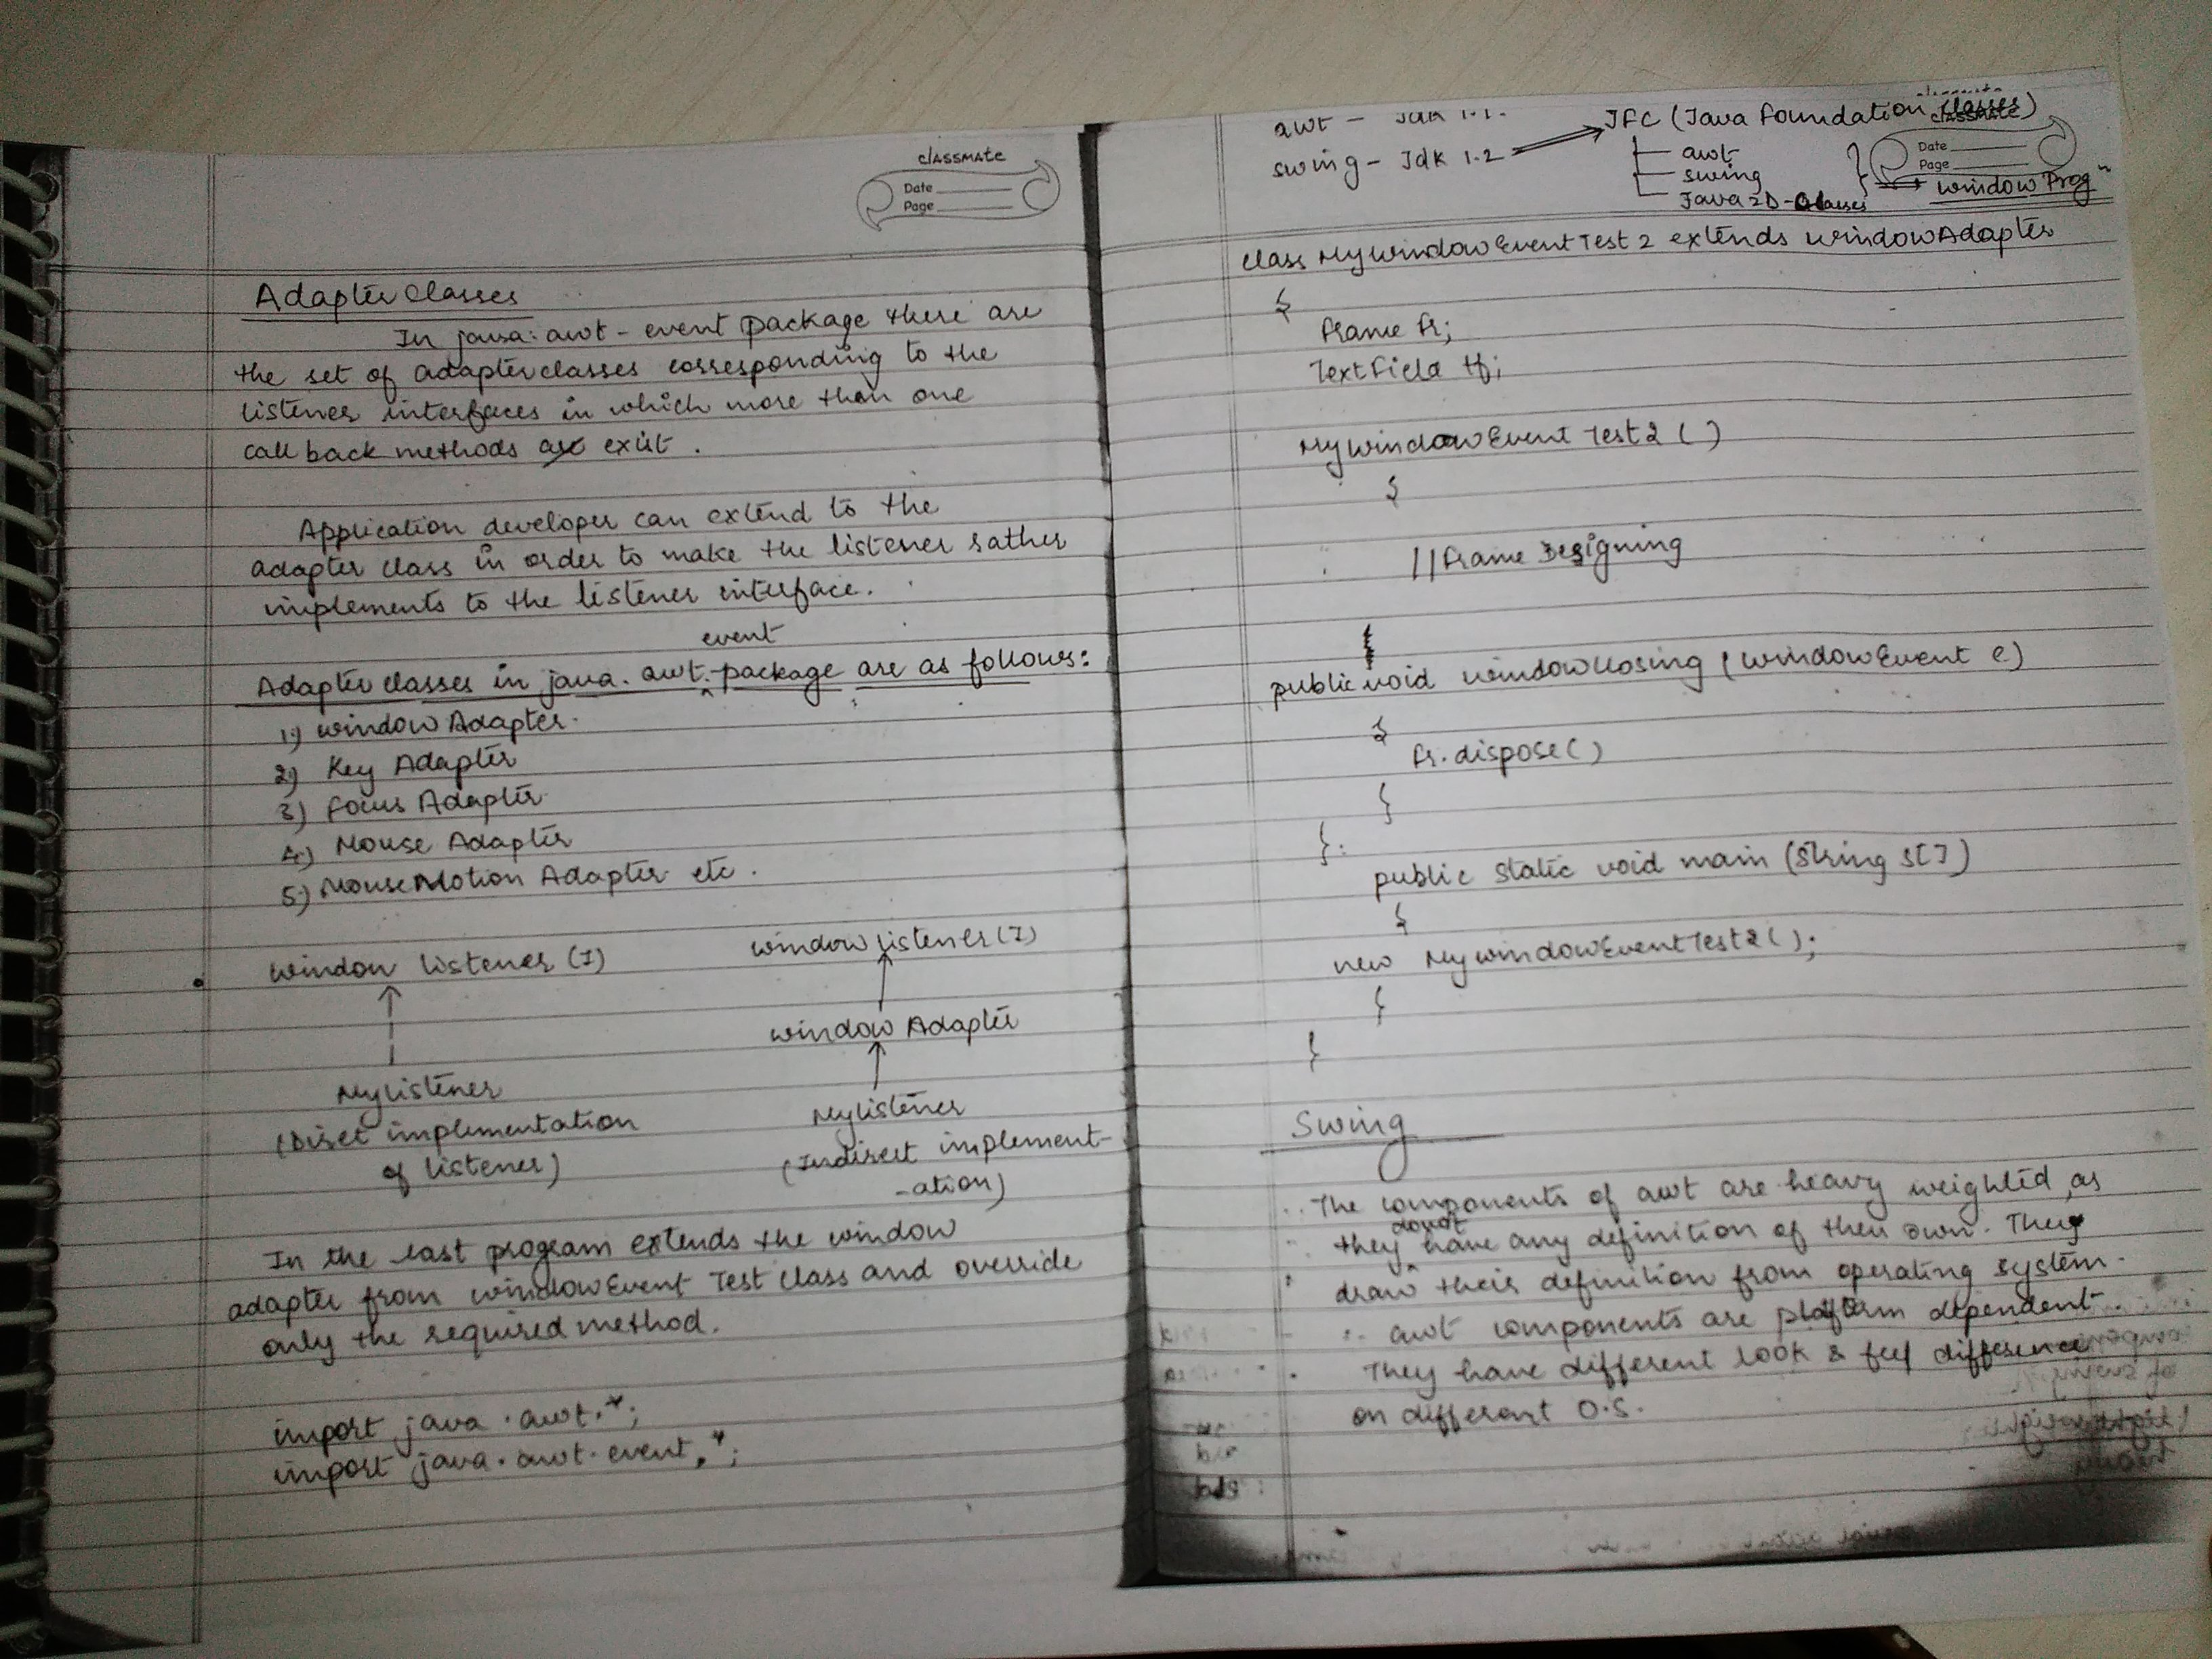 classmate
Date
Page
Adapter Classes
In java.awt-event package there are
the set of adapterclasses corresponding to the
listener interfaces in which more than one
call back methods are exist.
Application developer can extend to the
adapter class in order to make the listener rather
implements to the listener interface.
event
Adapter classes in java.awt.package are as follows:
1) Window Adapter.
2) Key Adapter
3) Focus Adapter
4) Mouse Adapter
5) MouseMotion Adapter etc.
Window listener (I)
MyListener
(Direct implementation
of listener)
Window Listener (I)
Window Adapter
MyListener
(Indirect implement-
-ation)
In the last program extends the window
adapter from windowEvent Test class and override
only the required method.
import java.awt.*;
import java.awt.event.*;
awt - Jdk 1.1.
swing - Jdk 1.2
JFC (Java Foundation Classes)
classmate
Date
Page
awt
swing
Java 2D-Classes
window Prog^n
class MyWindowEventTest2 extends windowAdapter
{
Frame fr;
TextField tf;
MyWindowEventTest2 ()
{
//Frame Designing
public void windowClosing (WindowEvent e)
{
fr.dispose()
}
}
public static void main (String s[])
{
new MyWindowEventTest2();
}
}
Swing
The components of awt are heavy weighted, as
donot
they have any definition of their own. They
draw their definition from operating system.
∴ awt components are platform dependent.
They have different look & feel difference
on different O.S.